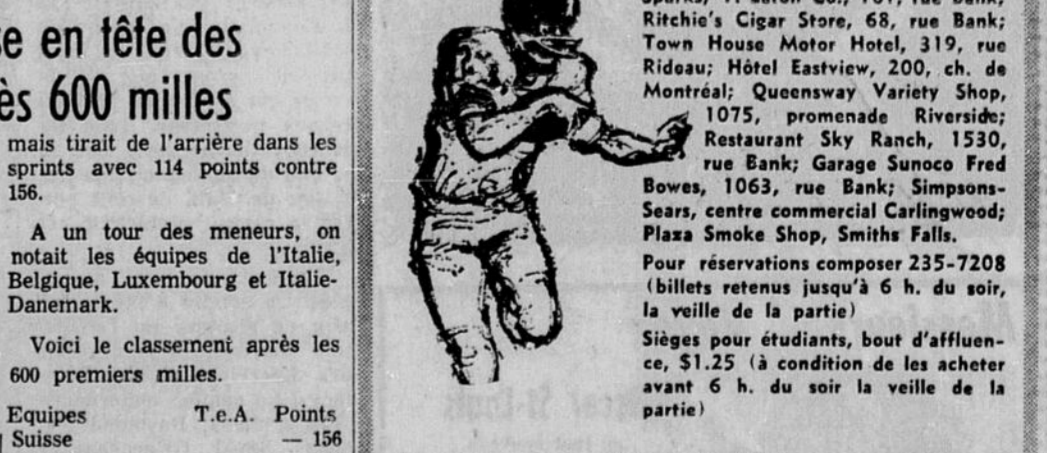 se en tête des
ès 600 milles
mais tirait de l'arrière dans les
sprints avec 114 points contre
156.
A un tour des meneurs, on
notait les équipes de l'Italie,
Belgique, Luxembourg et Italie-
Danemark.
Voici le classement après les
600 premiers milles.
Equipes T.e.A. Points
Suisse — 156
Ritchie's Cigar Store, 68, rue Bank;
Town House Motor Hotel, 319, rue
Rideau; Hôtel Eastview, 200, ch. de
Montréal; Queensway Variety Shop,
1075, promenade Riverside;
Restaurant Sky Ranch, 1530,
rue Bank; Garage Sunoco Fred
Bowes, 1063, rue Bank; Simpsons-
Sears, centre commercial Carlingwood;
Plaza Smoke Shop, Smiths Falls.
Pour réservations composer 235-7208
(billets retenus jusqu'à 6 h. du soir,
la veille de la partie)
Sièges pour étudiants, bout d'affluen-
ce, $1.25 (à condition de les acheter
avant 6 h. du soir la veille de la
partie)